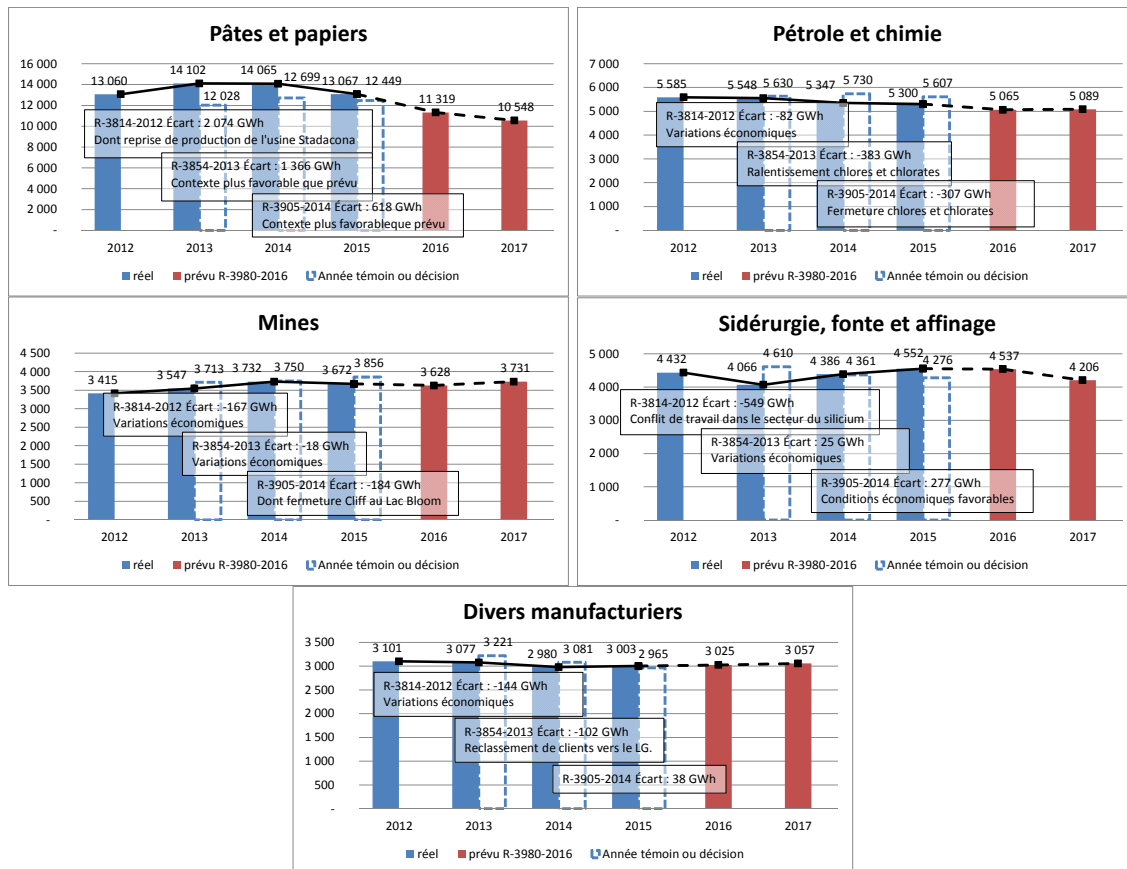 Pâtes et papiers
16 000
14 000
12 000
10 000
8 000
6 000
4 000
2 000
-
13 060
14 102
12 028
14 065
12 699
13 067
12 449
11 319
10 548
R-3814-2012 Écart : 2 074 GWh
Dont reprise de production de l'usine Stadacona
R-3854-2013 Écart : 1 366 GWh
Contexte plus favorable que prévu
R-3905-2014 Écart : 618 GWh
Contexte plus favorableque prévu
2012 2013 2014 2015 2016 2017
réel prévu R-3980-2016 Année témoin ou décision
Pétrole et chimie
7 000
6 000
5 000
4 000
3 000
2 000
1 000
-
5 585
5 548
5 630
5 347
5 730
5 300
5 607
5 065
5 089
R-3814-2012 Écart : -82 GWh
Variations économiques
R-3854-2013 Écart : -383 GWh
Ralentissement chlores et chlorates
R-3905-2014 Écart : -307 GWh
Fermeture chlores et chlorates
2012 2013 2014 2015 2016 2017
réel prévu R-3980-2016 Année témoin ou décision
Mines
4 500
4 000
3 500
3 000
2 500
2 000
1 500
1 000
500
-
3 415
3 547
3 713
3 732
3 750
3 672
3 856
3 628
3 731
R-3814-2012 Écart : -167 GWh
Variations économiques
R-3854-2013 Écart : -18 GWh
Variations économiques
R-3905-2014 Écart : -184 GWh
Dont fermeture Cliff au Lac Bloom
2012 2013 2014 2015 2016 2017
réel prévu R-3980-2016 Année témoin ou décision
Sidérurgie, fonte et affinage
5 000
4 000
3 000
2 000
1 000
-
4 432
4 066
4 610
4 386
4 361
4 552
4 276
4 537
4 206
R-3814-2012 Écart : -549 GWh
Conflit de travail dans le secteur du silicium
R-3854-2013 Écart : 25 GWh
Variations économiques
R-3905-2014 Écart : 277 GWh
Conditions économiques favorables
2012 2013 2014 2015 2016 2017
réel prévu R-3980-2016 Année témoin ou décision
Divers manufacturiers
3 500
3 000
2 500
2 000
1 500
1 000
500
-
3 101
3 077
3 221
2 980
3 081
3 003
2 965
3 025
3 057
R-3814-2012 Écart : -144 GWh
Variations économiques
R-3854-2013 Écart : -102 GWh
Reclassement de clients vers le LG.
R-3905-2014 Écart : 38 GWh
2012 2013 2014 2015 2016 2017
réel prévu R-3980-2016 Année témoin ou décision